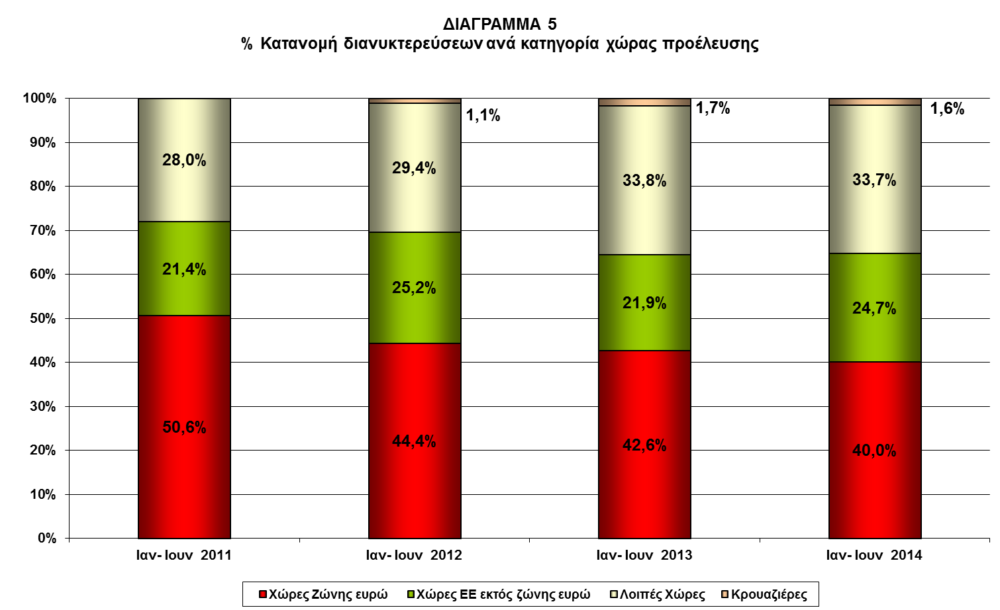 ΔΙΑΓΡΑΜΜΑ 5
% Κατανομή διανυκτερεύσεων ανά κατηγορία χώρας προέλευσης
100%
90%
80%
70%
60%
50%
40%
30%
20%
10%
0%
28,0%
21,4%
50,6%
1,1%
29,4%
25,2%
44,4%
1,7%
33,8%
21,9%
42,6%
1,6%
33,7%
24,7%
40,0%
Ιαν-Ιουν 2011
Ιαν-Ιουν 2012
Ιαν-Ιουν 2013
Ιαν-Ιουν 2014
Χώρες Ζώνης ευρώ
Χώρες ΕΕ εκτός ζώνης ευρώ
Λοιπές Χώρες
Κρουαζιέρες